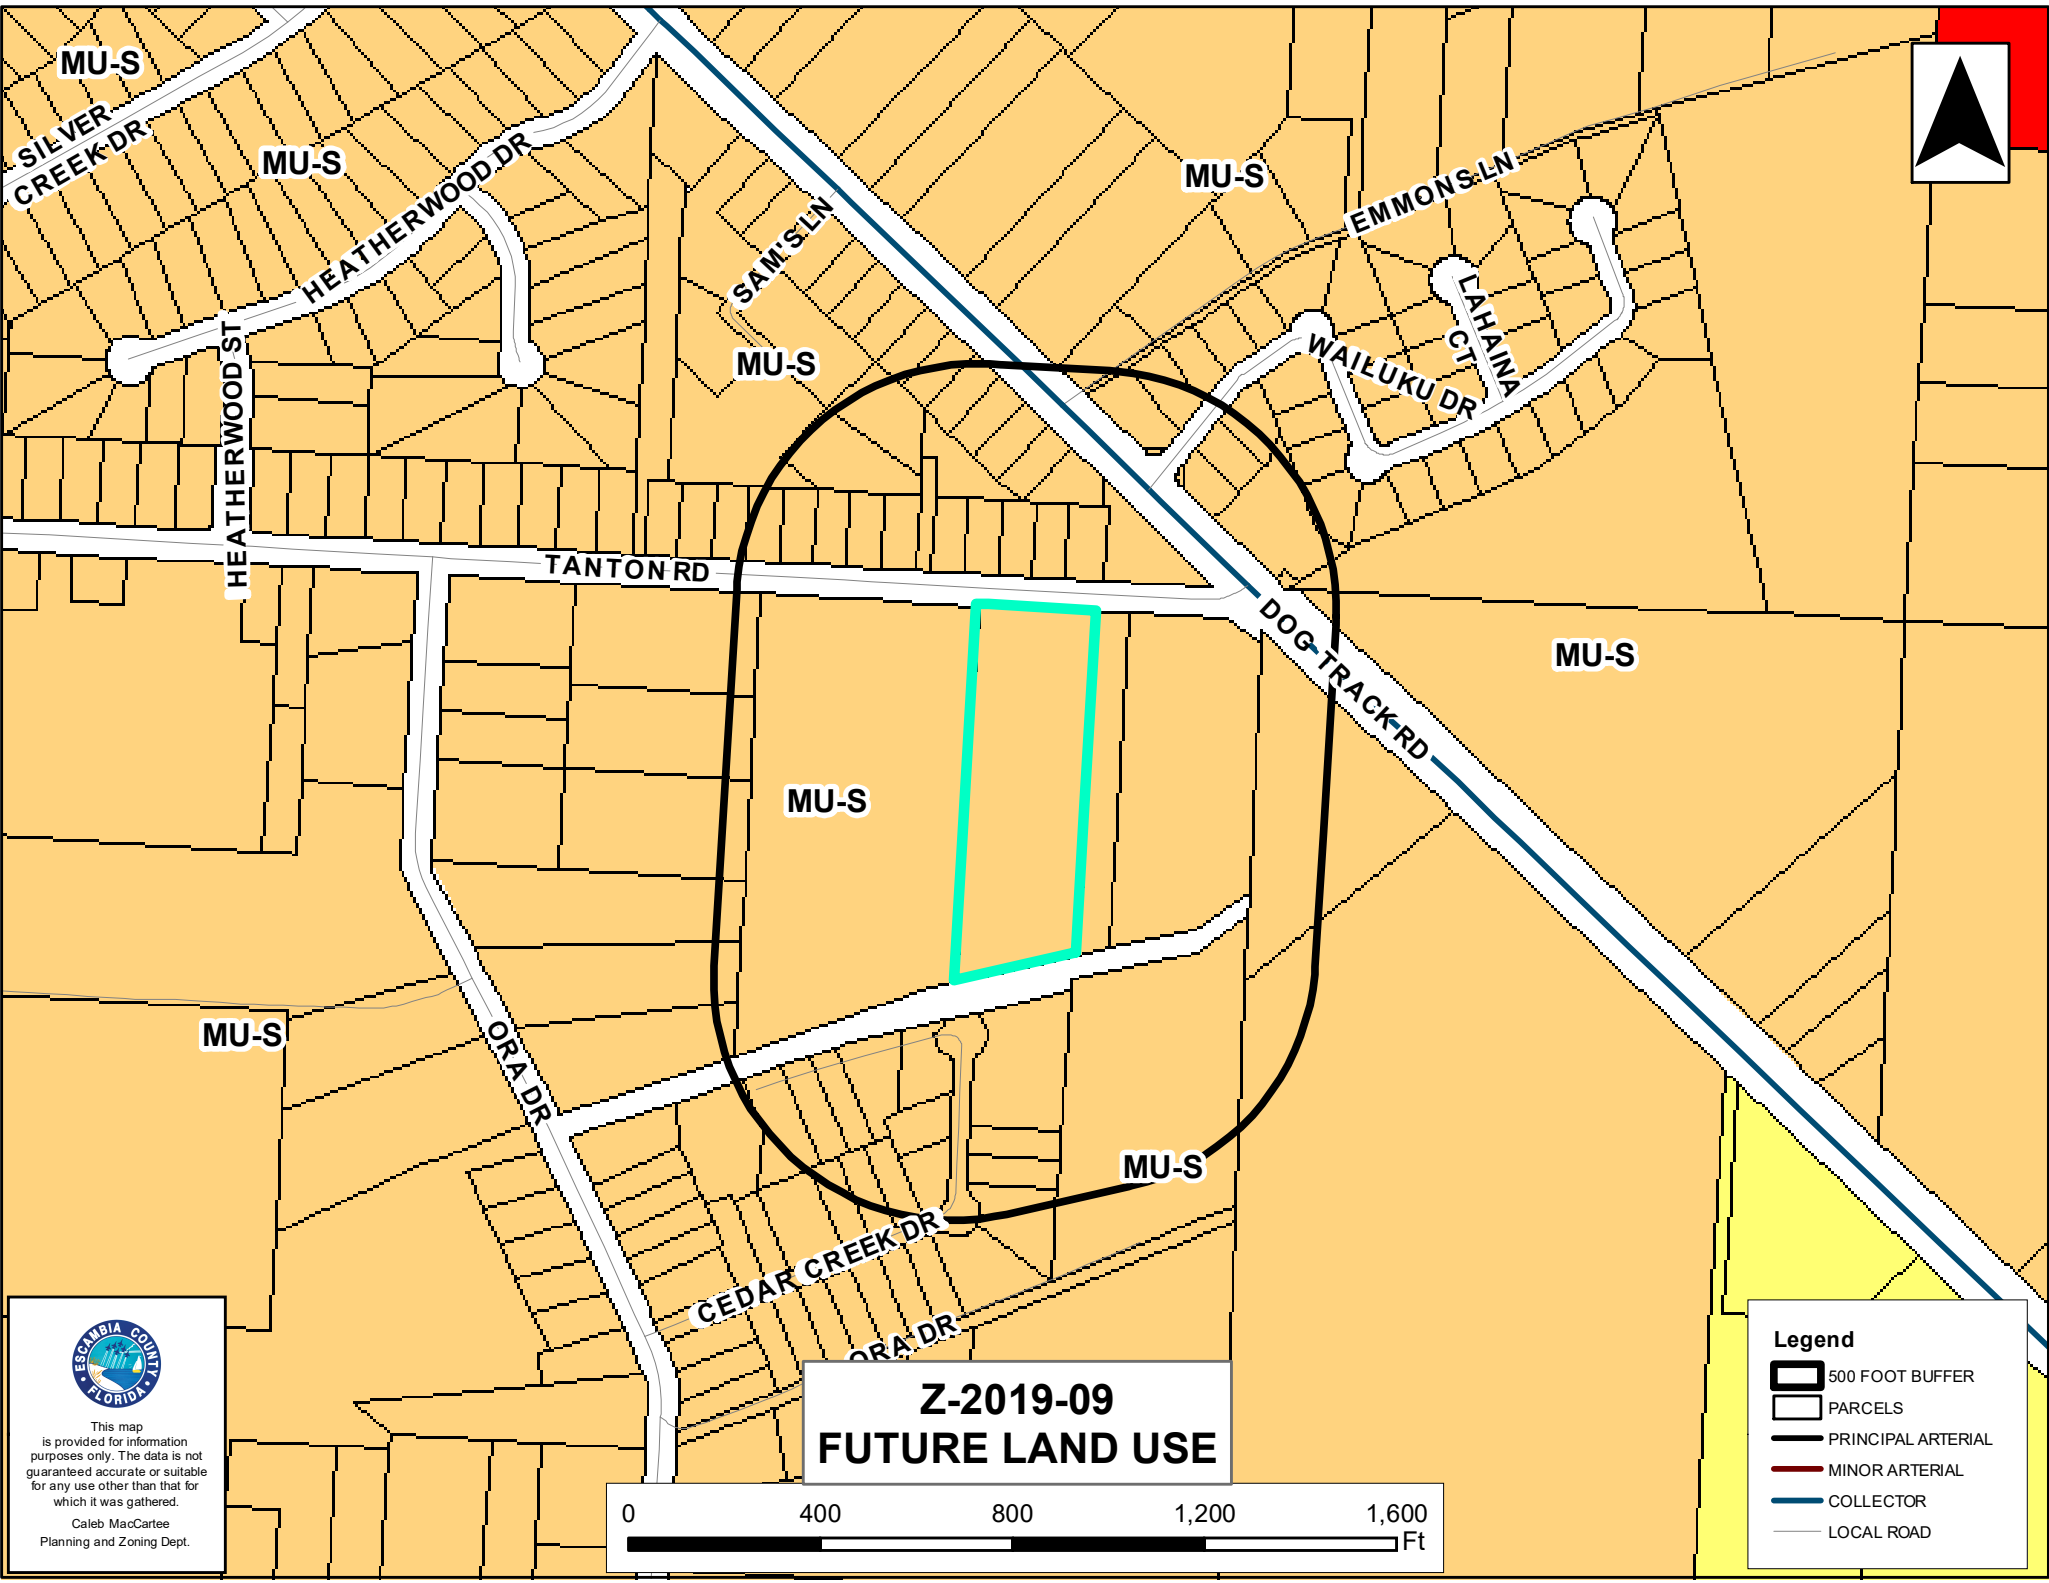 MU-S
SILVER
CREEK DR
MU-S
HEATHERWOOD DR
HEATHERWOOD ST
SAM'S LN
MU-S
MU-S
EMMONS LN
LAHAINA
CT
WAILUKU DR
TANTON RD
DOG TRACK RD
MU-S
MU-S
MU-S
ORA DR
MU-S
CEDAR CREEK DR
ORA DR
ESCAMBIA COUNTY
FLORIDA
This map
is provided for information
purposes only. The data is not
guaranteed accurate or suitable
for any use other than that for
which it was gathered.
Caleb MacCartee
Planning and Zoning Dept.
Z-2019-09
FUTURE LAND USE
0 400 800 1,200 1,600
Ft
Legend
500 FOOT BUFFER
PARCELS
PRINCIPAL ARTERIAL
MINOR ARTERIAL
COLLECTOR
LOCAL ROAD